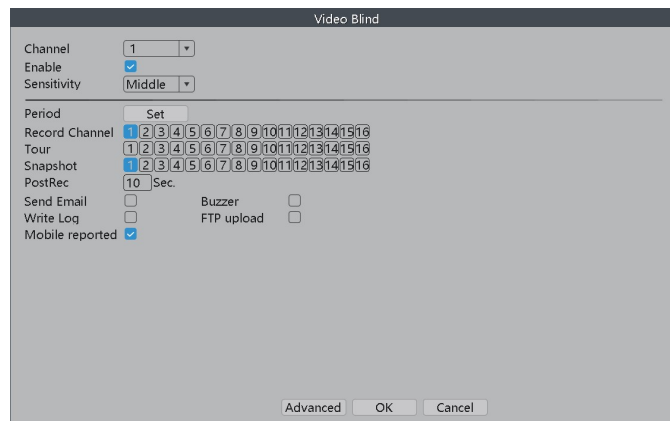 Video Blind
Channel 1
Enable
Sensitivity Middle
Period Set
Record Channel 1 2 3 4 5 6 7 8 9 10 11 12 13 14 15 16
Tour 1 2 3 4 5 6 7 8 9 10 11 12 13 14 15 16
Snapshot 1 2 3 4 5 6 7 8 9 10 11 12 13 14 15 16
PostRec 10 Sec.
Send Email Buzzer
Write Log FTP upload
Mobile reported
Advanced OK Cancel